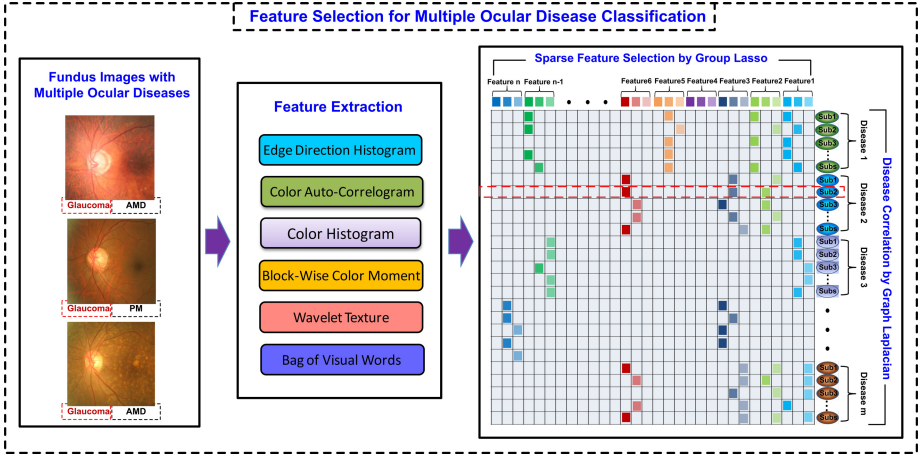 Feature Selection for Multiple Ocular Disease Classification
Fundus Images with
Multiple Ocular Diseases
Glaucoma AMD
Glaucoma PM
Glaucoma AMD
Feature Extraction
Edge Direction Histogram
Color Auto-Correlogram
Color Histogram
Block-Wise Color Moment
Wavelet Texture
Bag of Visual Words
Sparse Feature Selection by Group Lasso
Feature n Feature n-1 Feature6 Feature5 Feature4 Feature3 Feature2 Feature1
Sub1
Sub2
Sub3
Subs
Disease 1
Sub1
Sub2
Sub3
Subs
Disease 2
Sub1
Sub2
Sub3
Subs
Disease 3
Sub1
Sub2
Sub3
Subs
Disease m
Disease Correlation by Graph Laplacian